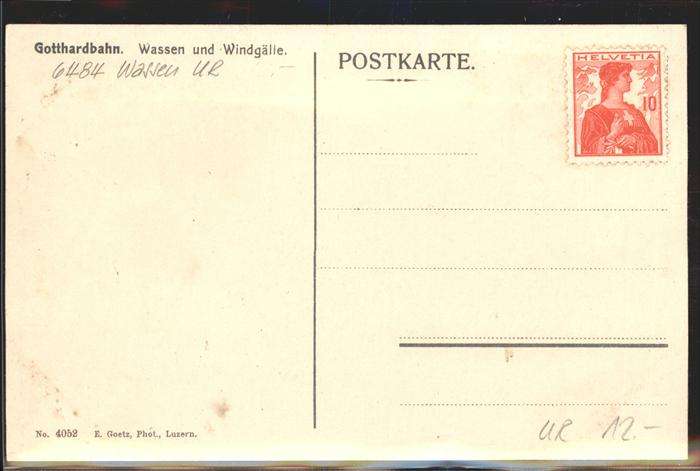 Gotthardbahn. Wassen und Windgälle.
6484 Wassen UR .–
POSTKARTE.
HELVETIA
10
No. 4052 E. Goetz, Phot., Luzern.
UR 12.–